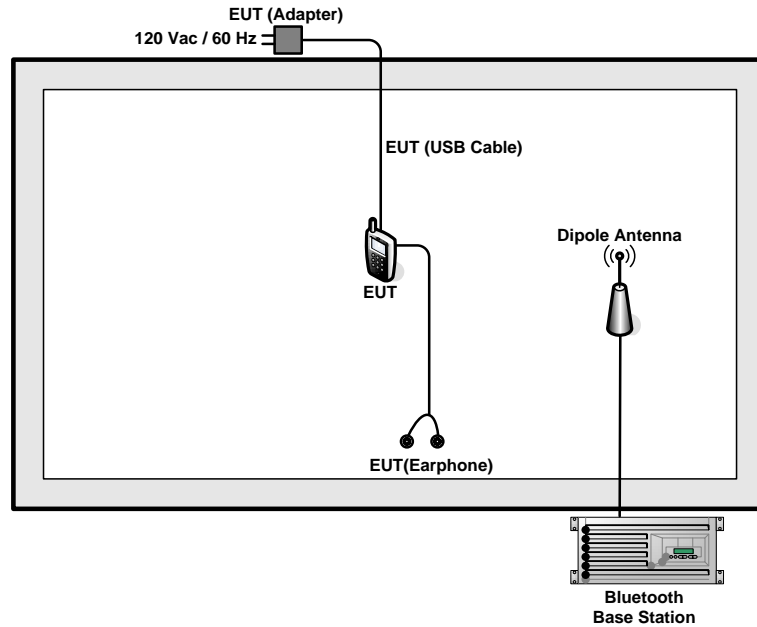 EUT (Adapter)
120 Vac / 60 Hz
EUT (USB Cable)
Dipole Antenna
EUT
EUT(Earphone)
Bluetooth
Base Station